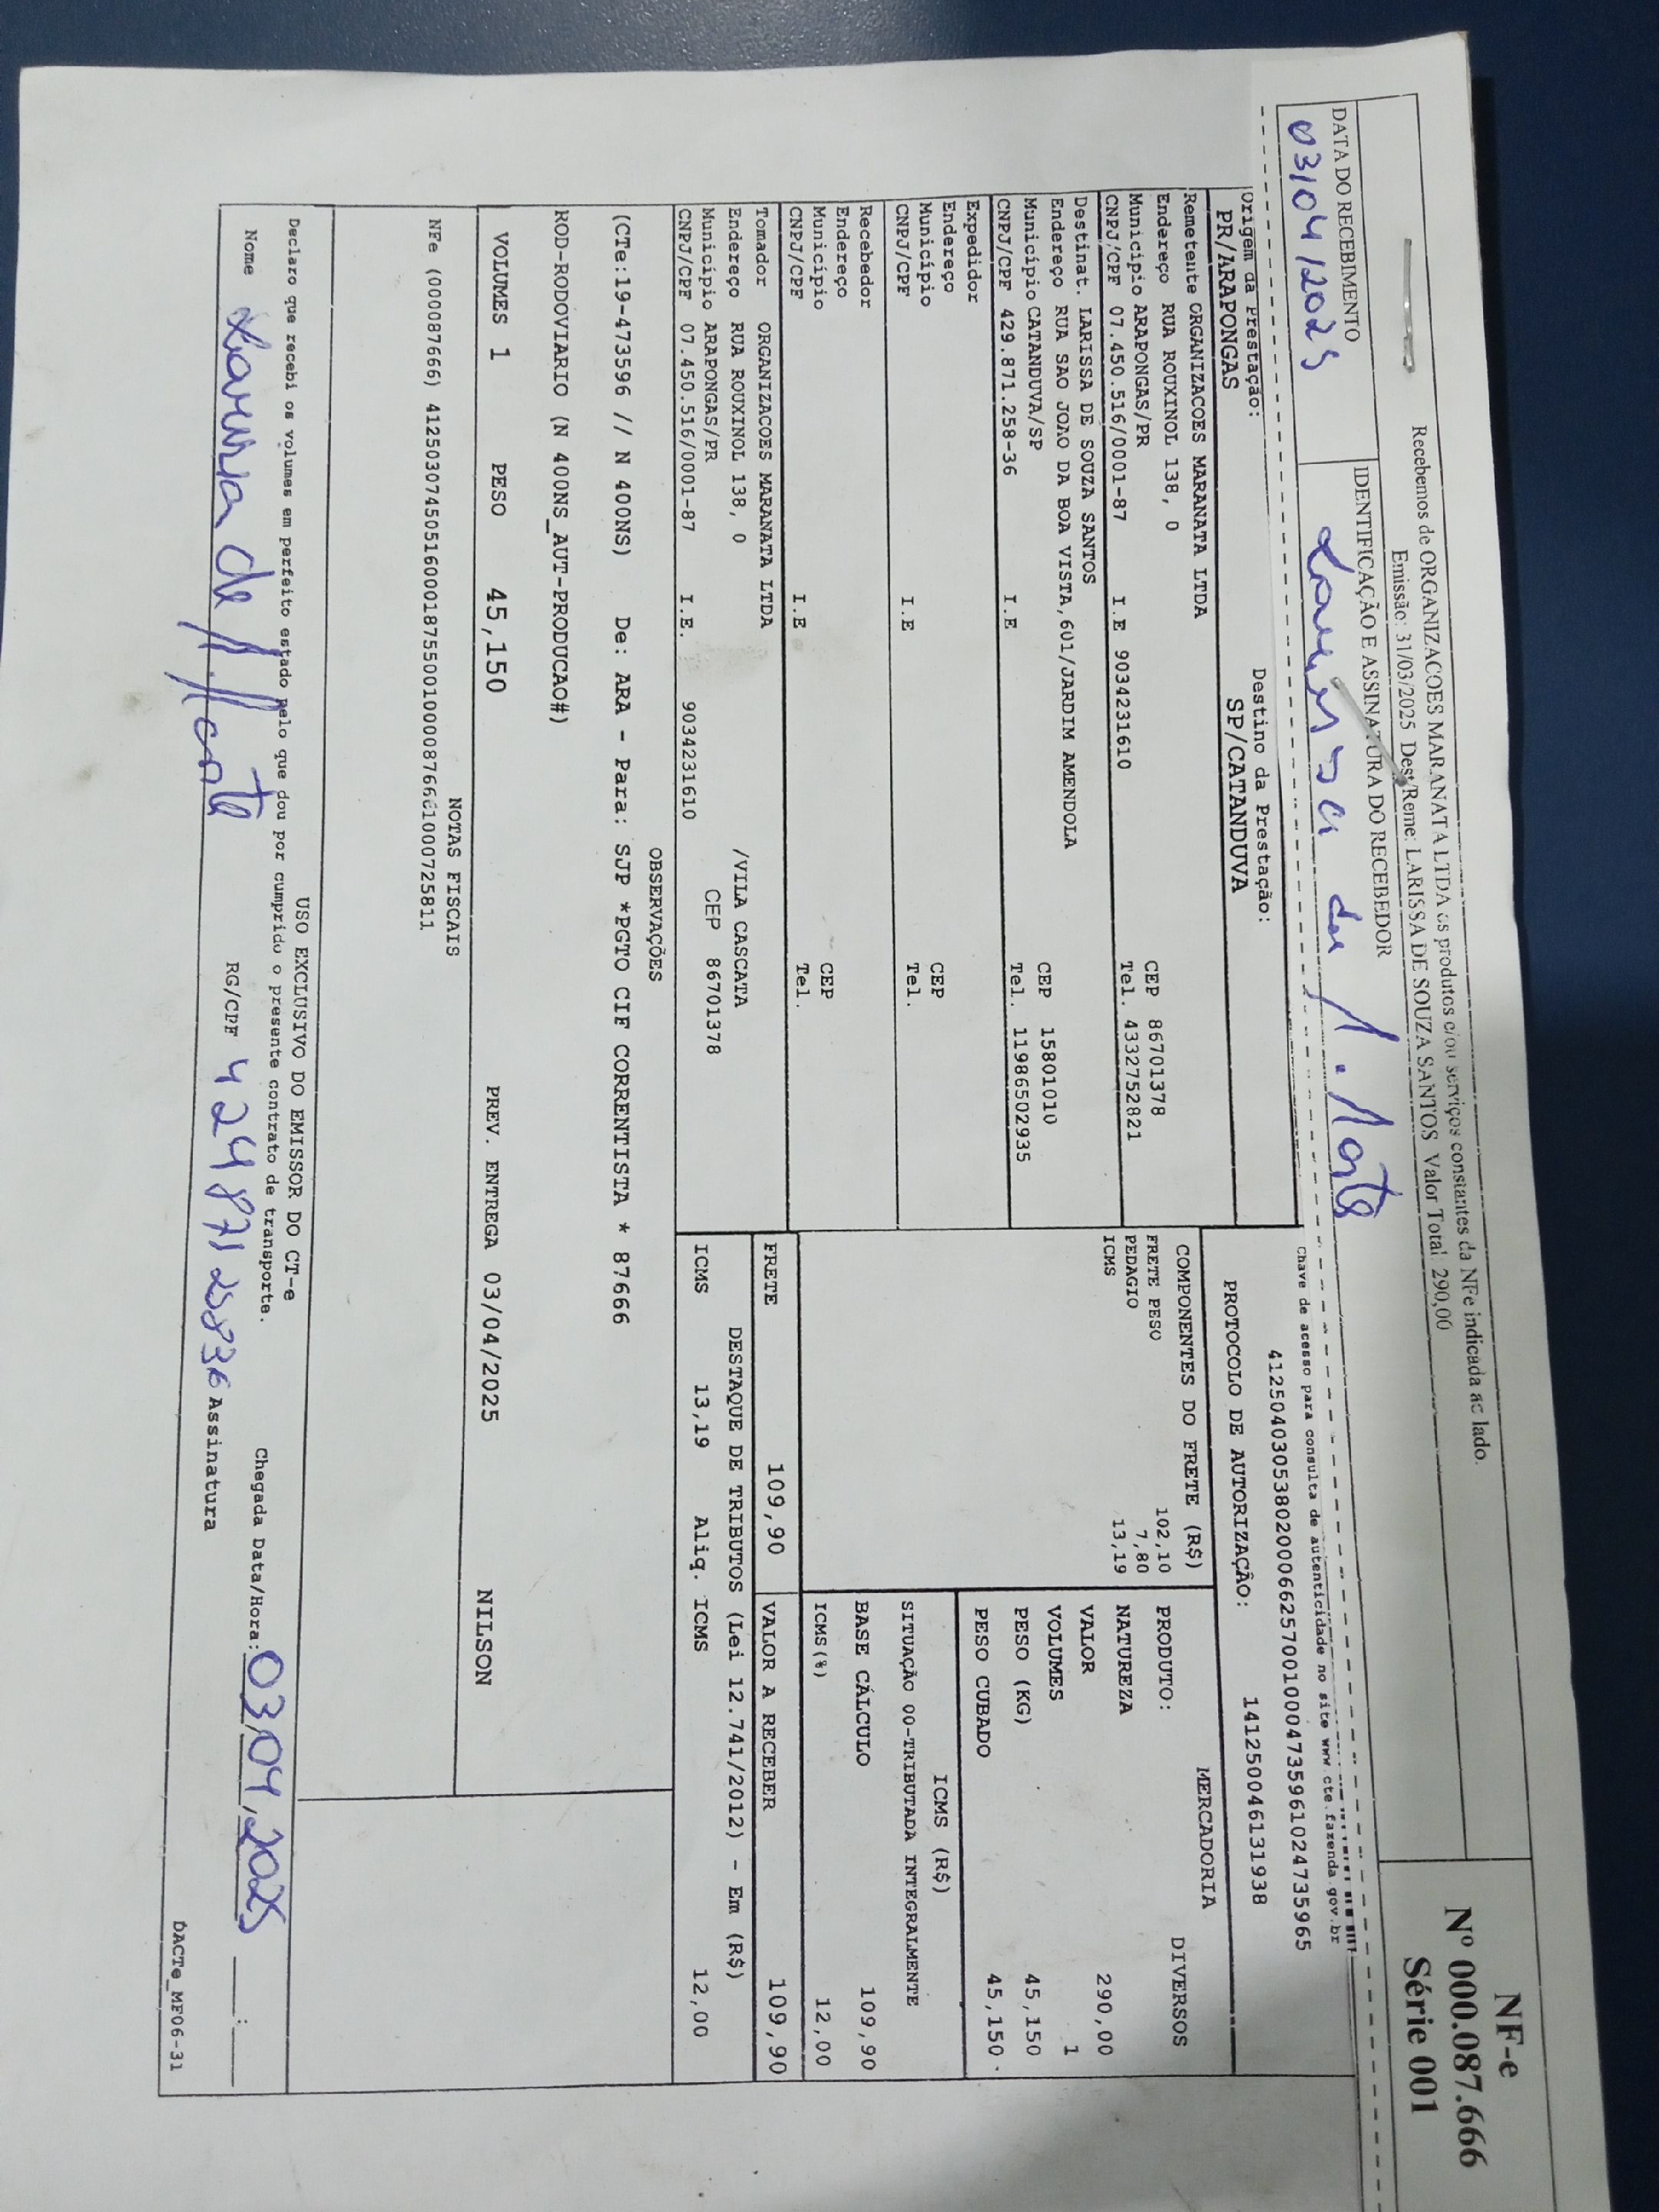 Recebemos de ORGANIZACOES MARANATA LTDA os produtos e/ou serviços constantes da NFe indicada ao lado.
Emissão: 31/03/2025 Dest/Reme: LARISSA DE SOUZA SANTOS Valor Total: 290,00
NF-e
Nº 000.087.666
Série 001
DATA DO RECEBIMENTO
IDENTIFICAÇÃO E ASSINATURA DO RECEBEDOR
03/04/2025
Chave de acesso para consulta de autenticidade no site www.cte.fazenda.gov.br
41250403053802000662570010004735961024735965
Origem da Prestação:
PR/ARAPONGAS
Destino da Prestação:
SP/CATANDUVA
PROTOCOLO DE AUTORIZAÇÃO:
141250046131938
Remetente ORGANIZACOES MARANATA LTDA
Endereço RUA ROUXINOL 138, 0
CEP 86701378
Município ARAPONGAS/PR
Tel. 4332752821
CNPJ/CPF 07.450.516/0001-87 I.E 9034231610
Destinat. LARISSA DE SOUZA SANTOS
Endereço RUA SAO JOAO DA BOA VISTA,601/JARDIM AMENDOLA
Município CATANDUVA/SP
CEP 15801010
CNPJ/CPF 429.871.258-36 I.E
Tel. 11986502935
Expedidor
Endereço
Município
CEP
CNPJ/CPF
I.E
Tel.
Recebedor
Endereço
Município
CEP
CNPJ/CPF
I.E
Tel.
Tomador ORGANIZACOES MARANATA LTDA
Endereço RUA ROUXINOL 138, 0 /VILA CASCATA
Município ARAPONGAS/PR CEP 86701378
CNPJ/CPF 07.450.516/0001-87 I.E. 9034231610
COMPONENTES DO FRETE (R$)
FRETE PESO 102,10
PEDAGIO 7,80
ICMS 13,19
MERCADORIA
PRODUTO: DIVERSOS
NATUREZA
VALOR 290,00
VOLUMES 1
PESO (KG) 45,150
PESO CUBADO 45,150
ICMS (R$)
SITUAÇÃO 00-TRIBUTADA INTEGRALMENTE
BASE CÁLCULO 109,90
ICMS(%) 12,00
FRETE 109,90
VALOR A RECEBER 109,90
DESTAQUE DE TRIBUTOS (Lei 12.741/2012) - Em (R$)
ICMS 13,19 Aliq. ICMS 12,00
OBSERVAÇÕES
(CTe:19-473596 // N 400NS) De: ARA - Para: SJP *PGTO CIF CORRENTISTA * 87666
ROD-RODOVIARIO (N 400NS_AUT-PRODUCAO#)
VOLUMES 1 PESO 45,150 PREV. ENTREGA 03/04/2025 NILSON
NOTAS FISCAIS
NFe (000087666) 41250307450516000187550010000876661000725811
USO EXCLUSIVO DO EMISSOR DO CT-e
Declaro que recebi os volumes em perfeito estado pelo que dou por cumprido o presente contrato de transporte.
Chegada Data/Hora: 03/04/2025 :
Nome RG/CPF 42487125836 Assinatura
DACTe_MF06-31